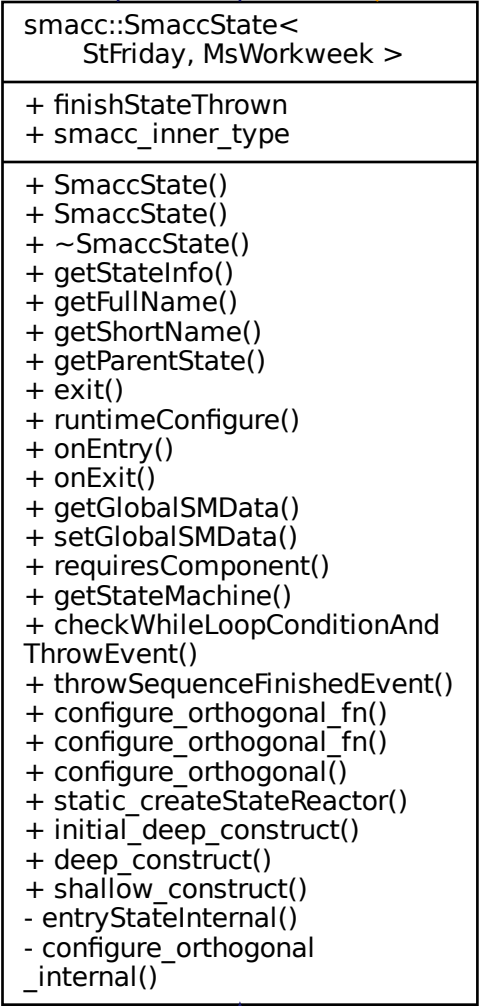 smacc::SmaccState<
StFriday, MsWorkweek >
+ finishStateThrown
+ smacc_inner_type
+ SmaccState()
+ SmaccState()
+ ~SmaccState()
+ getStateInfo()
+ getFullName()
+ getShortName()
+ getParentState()
+ exit()
+ runtimeConfigure()
+ onEntry()
+ onExit()
+ getGlobalSMData()
+ setGlobalSMData()
+ requiresComponent()
+ getStateMachine()
+ checkWhileLoopConditionAnd
ThrowEvent()
+ throwSequenceFinishedEvent()
+ configure_orthogonal_fn()
+ configure_orthogonal_fn()
+ configure_orthogonal()
+ static_createStateReactor()
+ initial_deep_construct()
+ deep_construct()
+ shallow_construct()
- entryStateInternal()
- configure_orthogonal
_internal()